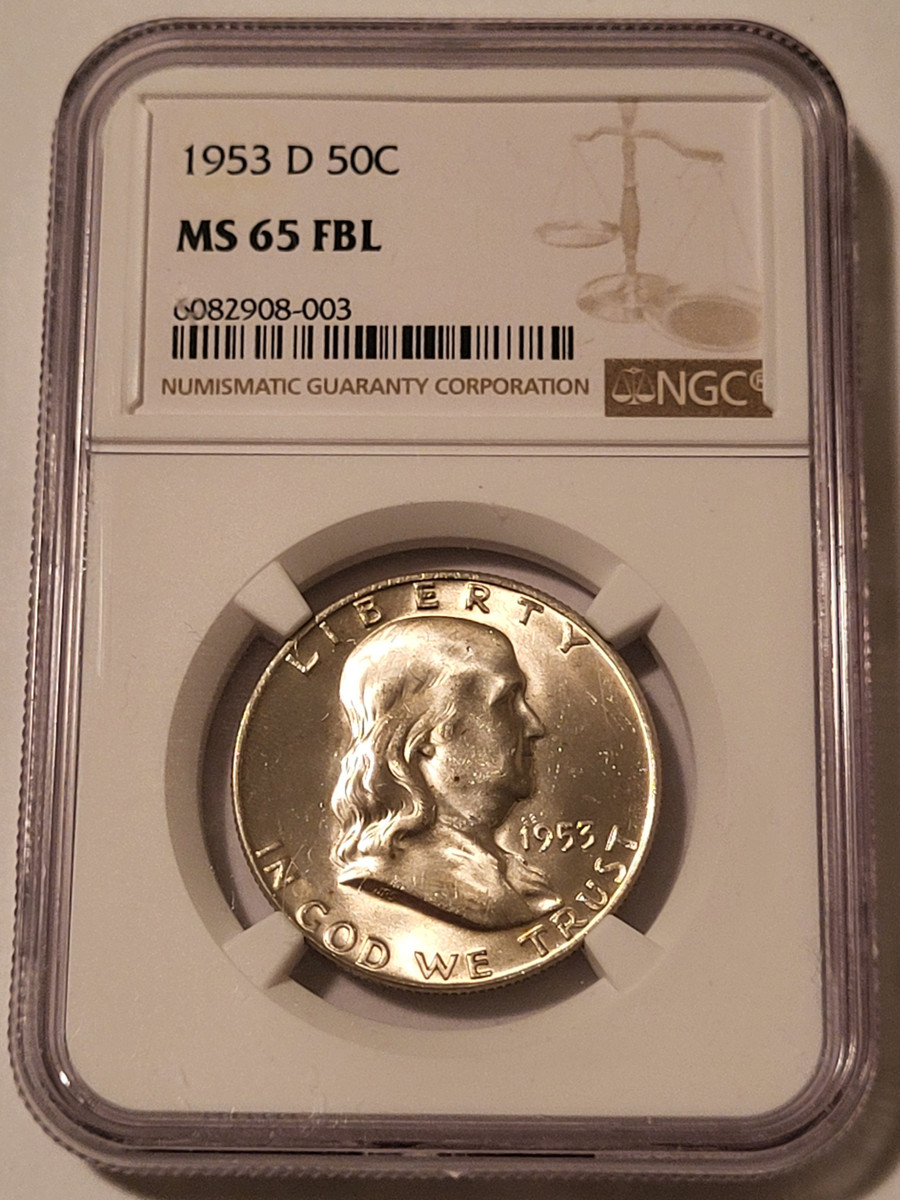 1953 D 50C
MS 65 FBL
6082908-003
NUMISMATIC GUARANTY CORPORATION
NGC®
LIBERTY
1953
IN GOD WE TRUST